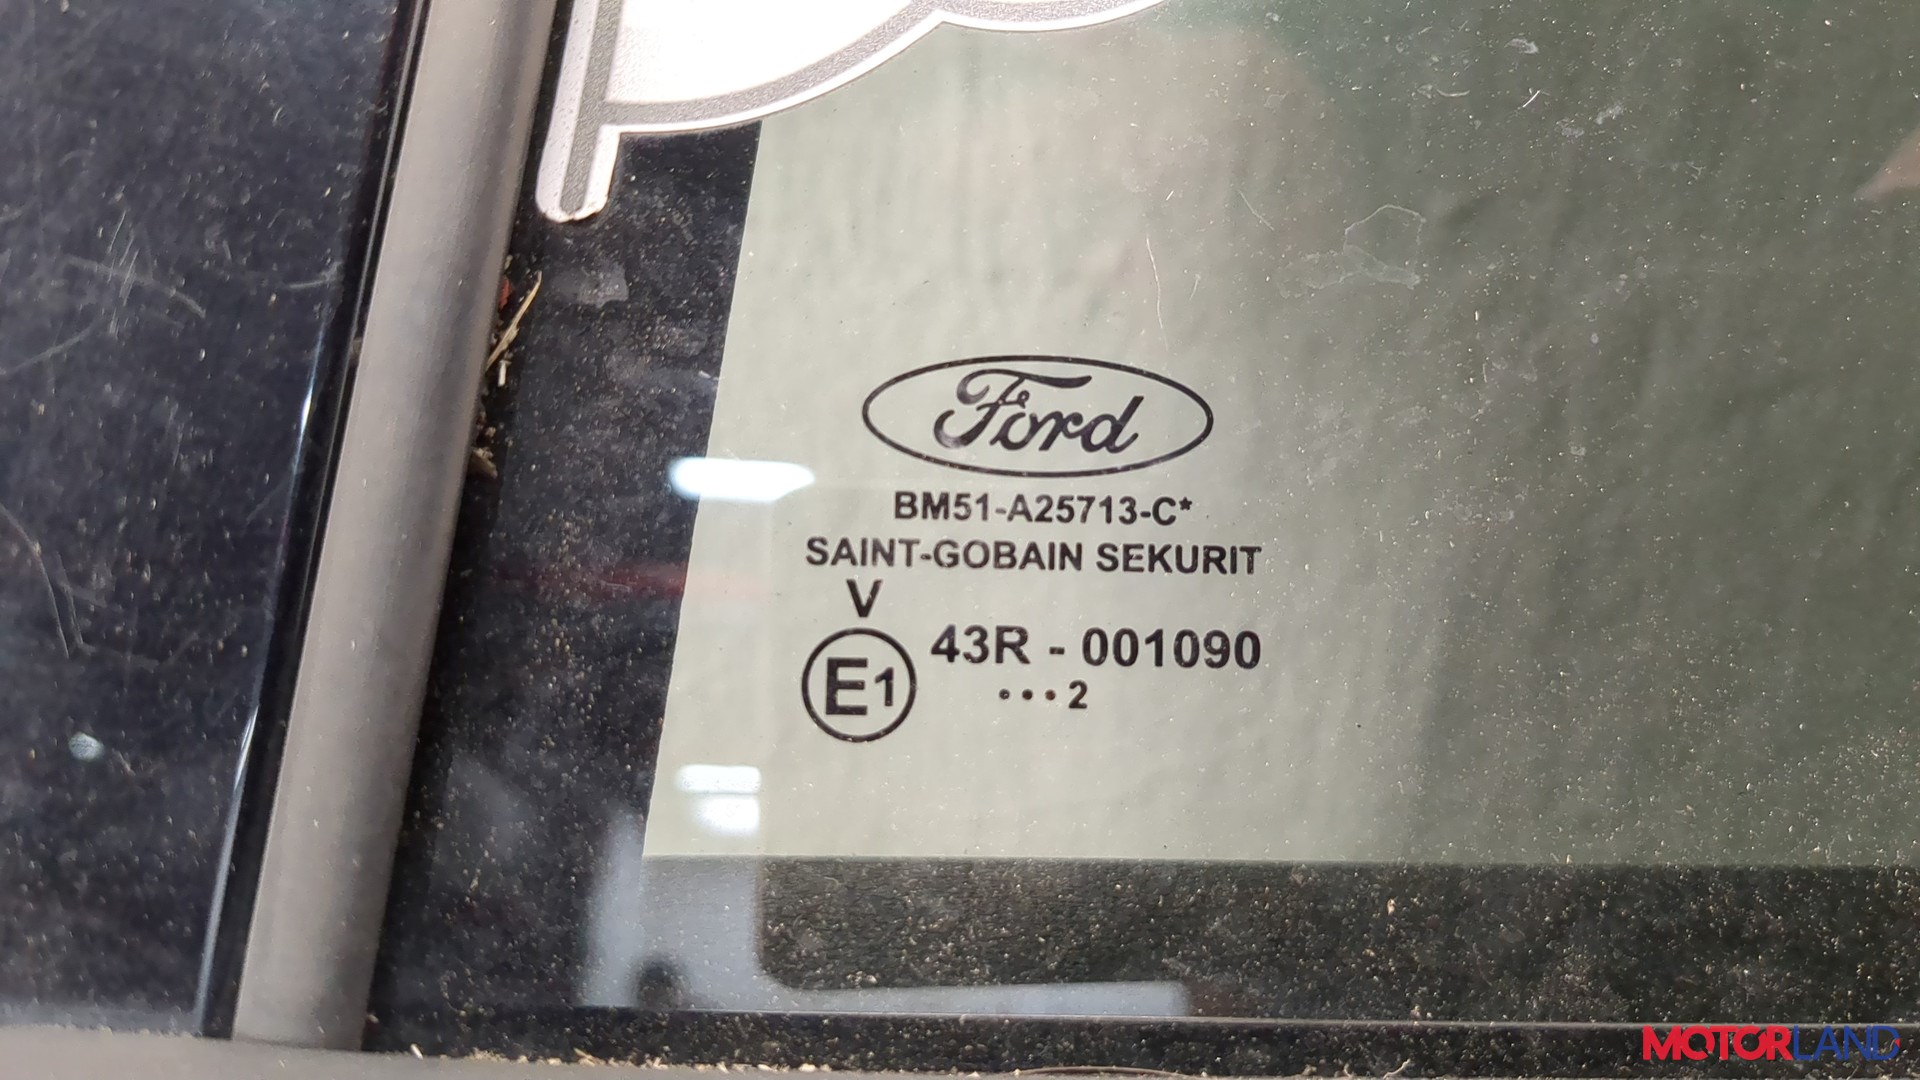 Ford
BM51-A25713-C*
SAINT-GOBAIN SEKURIT
V
E1 43R - 001090
•••2
MOTORLAND